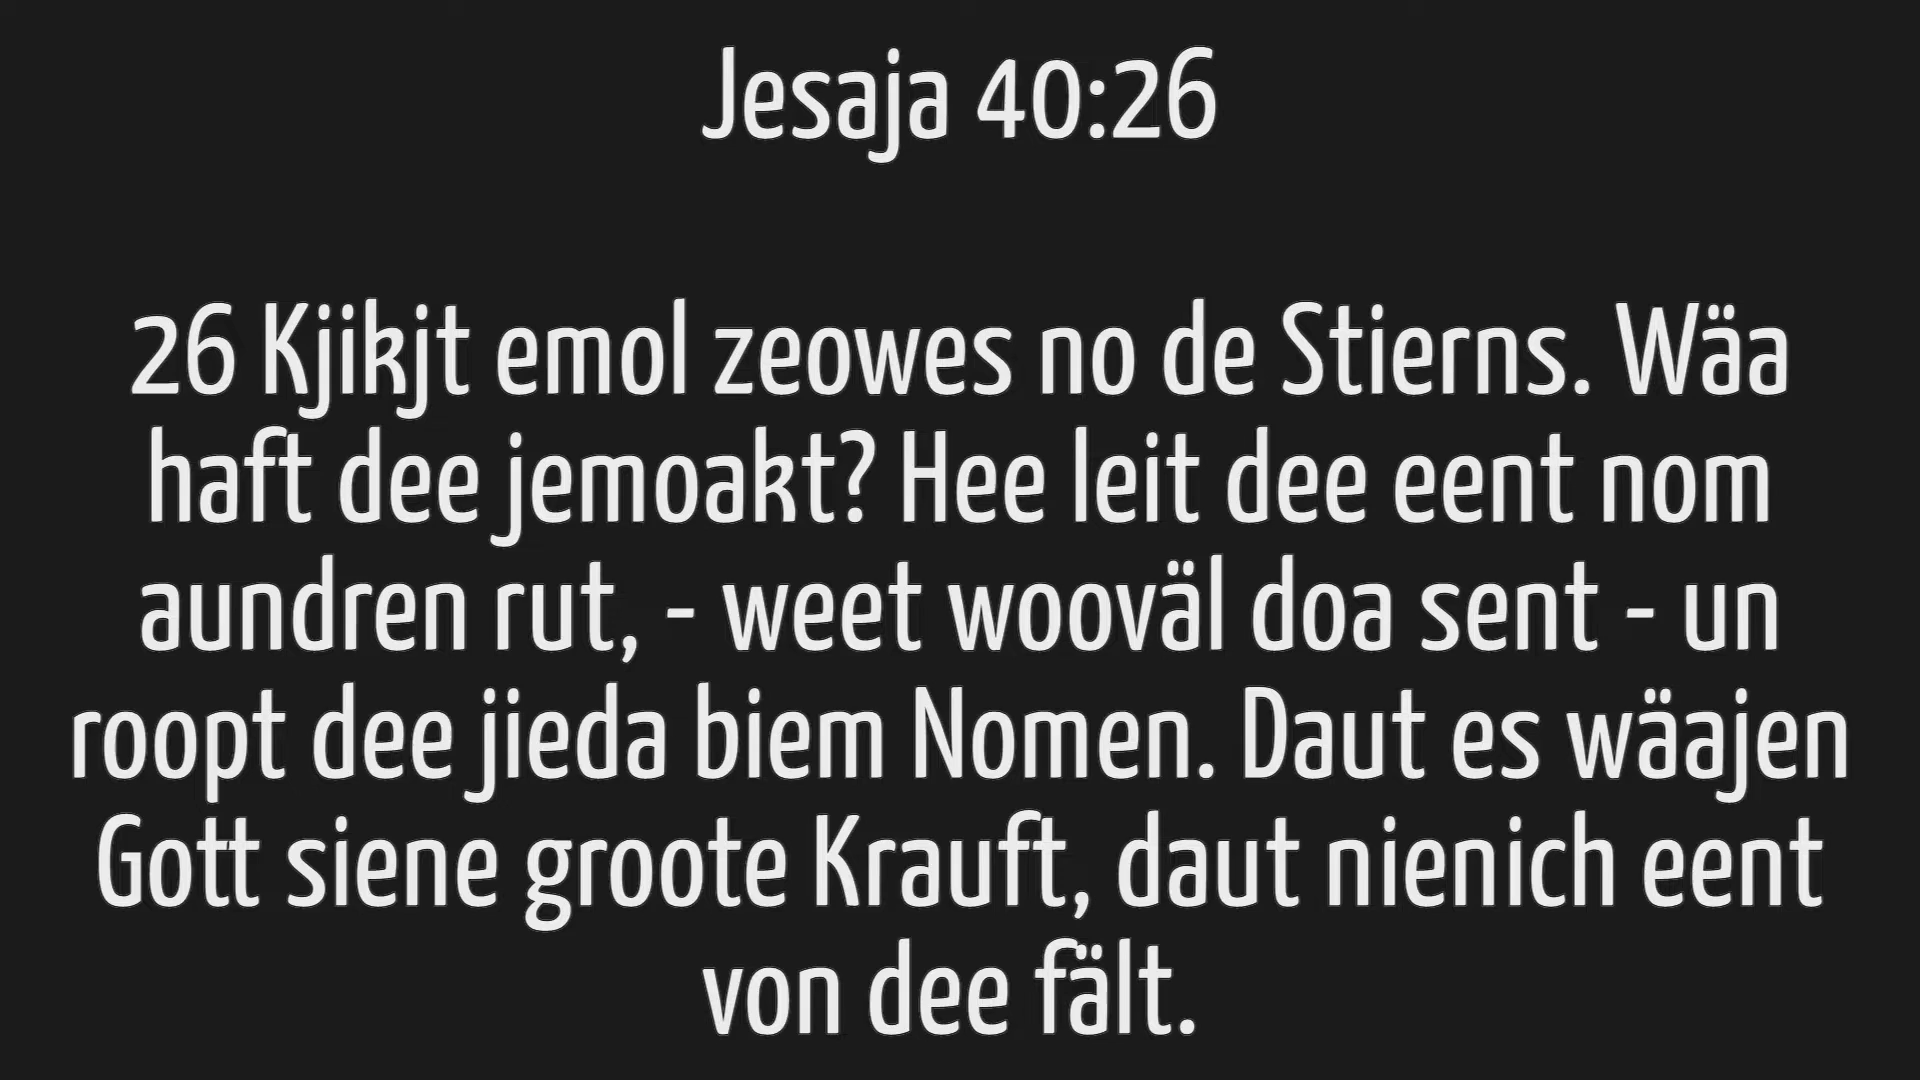 Jesaja 40:26
26 Kjikjt emol zeowes no de Stierns. Wäa
haft dee jemoakt? Hee leit dee eent nom
aundren rut, - weet wooväl doa sent - un
roopt dee jieda biem Nomen. Daut es wäajen
Gott siene groote Krauft, daut nienich eent
von dee fält.